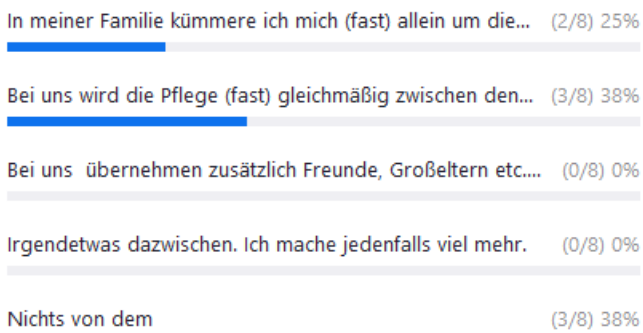 In meiner Familie kümmere ich mich (fast) allein um die... (2/8) 25%
Bei uns wird die Pflege (fast) gleichmäßig zwischen den... (3/8) 38%
Bei uns übernehmen zusätzlich Freunde, Großeltern etc.... (0/8) 0%
Irgendetwas dazwischen. Ich mache jedenfalls viel mehr. (0/8) 0%
Nichts von dem (3/8) 38%